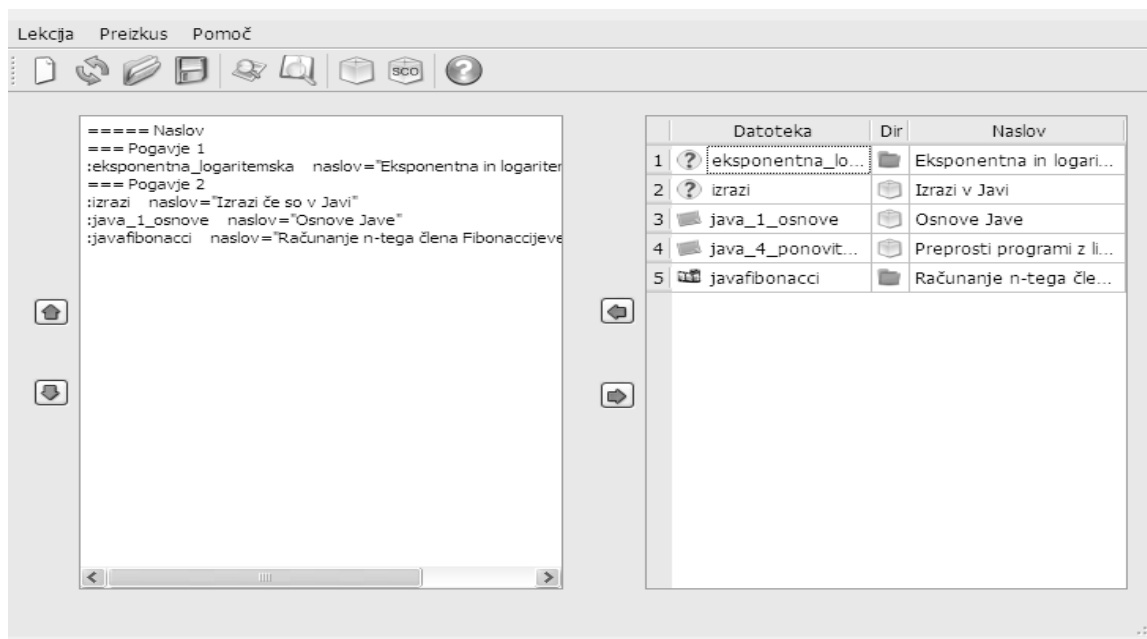 Lekcija Preizkus Pomoč
SCO
===== Naslov
=== Pogavje 1
:eksponentna_logaritemska naslov="Eksponentna in logariter
=== Pogavje 2
:izrazi naslov="Izrazi če so v Javi"
:java_1_osnove naslov="Osnove Jave"
:javafibonacci naslov="Računanje n-tega člena Fibonaccijeve
Datoteka Dir Naslov
1 ? eksponentna_lo... Eksponentna in logari...
2 ? izrazi Izrazi v Javi
3 java_1_osnove Osnove Jave
4 java_4_ponovit... Preprosti programi z li...
5 javafibonacci Računanje n-tega čle...